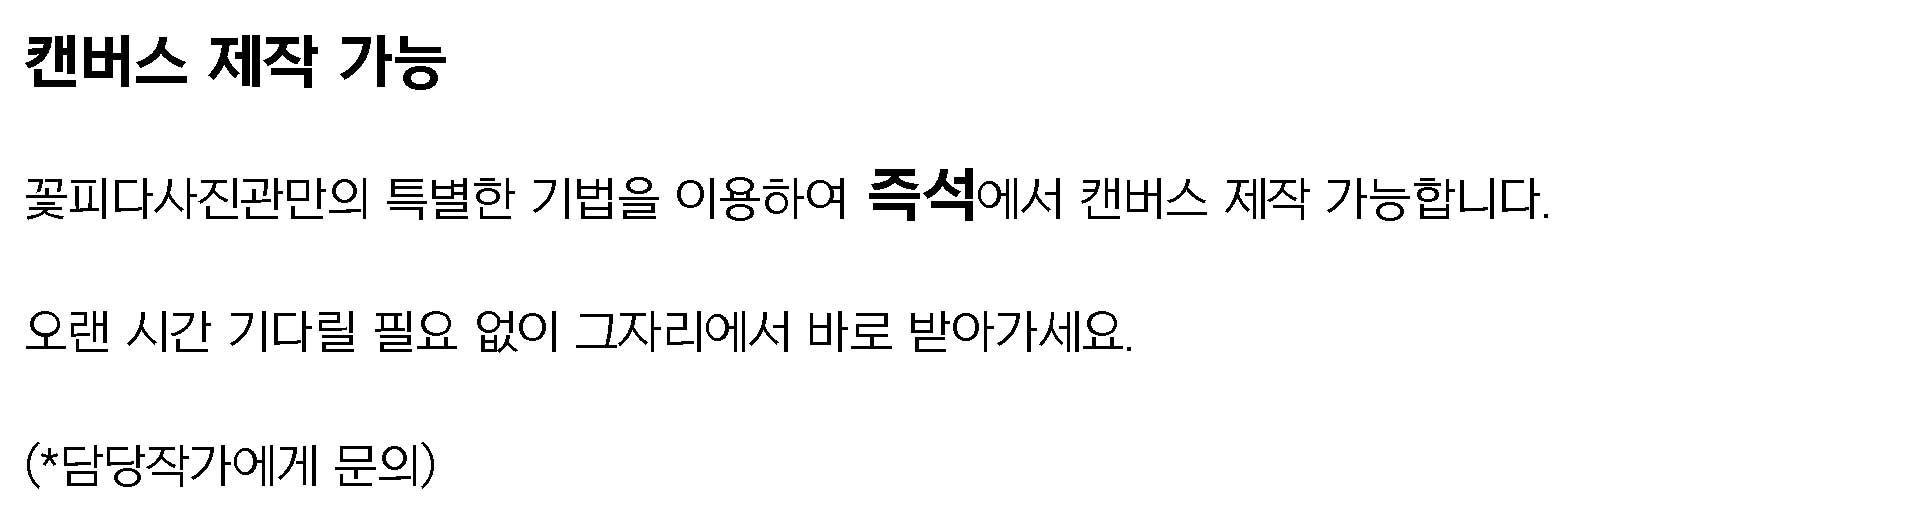 캔버스 제작 가능
꽃피다사진관만의 특별한 기법을 이용하여 즉석에서 캔버스 제작 가능합니다.
오랜 시간 기다릴 필요 없이 그자리에서 바로 받아가세요.
(*담당작가에게 문의)